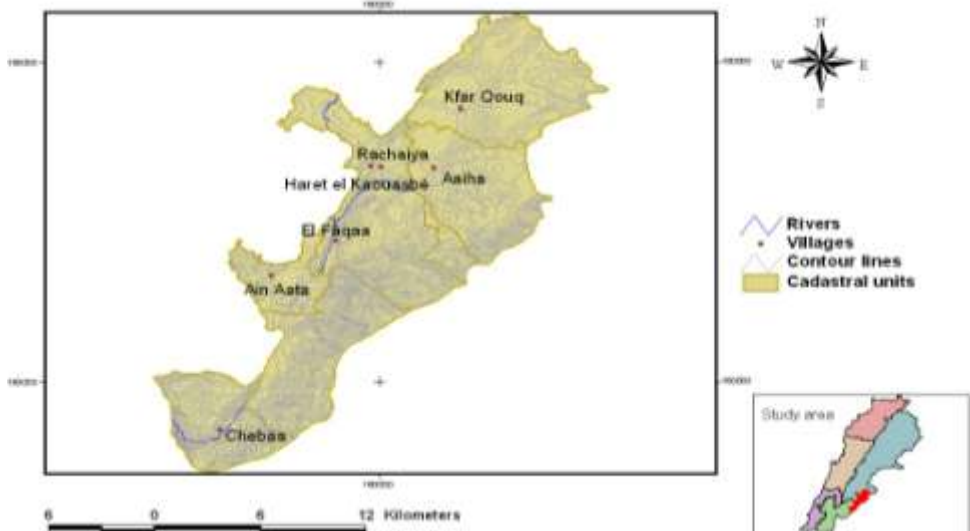 N
W E
S
Kfar Qouq
Rachaiya
Aaiha
Haret el Kaouasbé
El Faqaa
Ain Aata
Chebaa
Rivers
Villages
Contour lines
Cadastral units
Study area
6 0 6 12 Kilometers